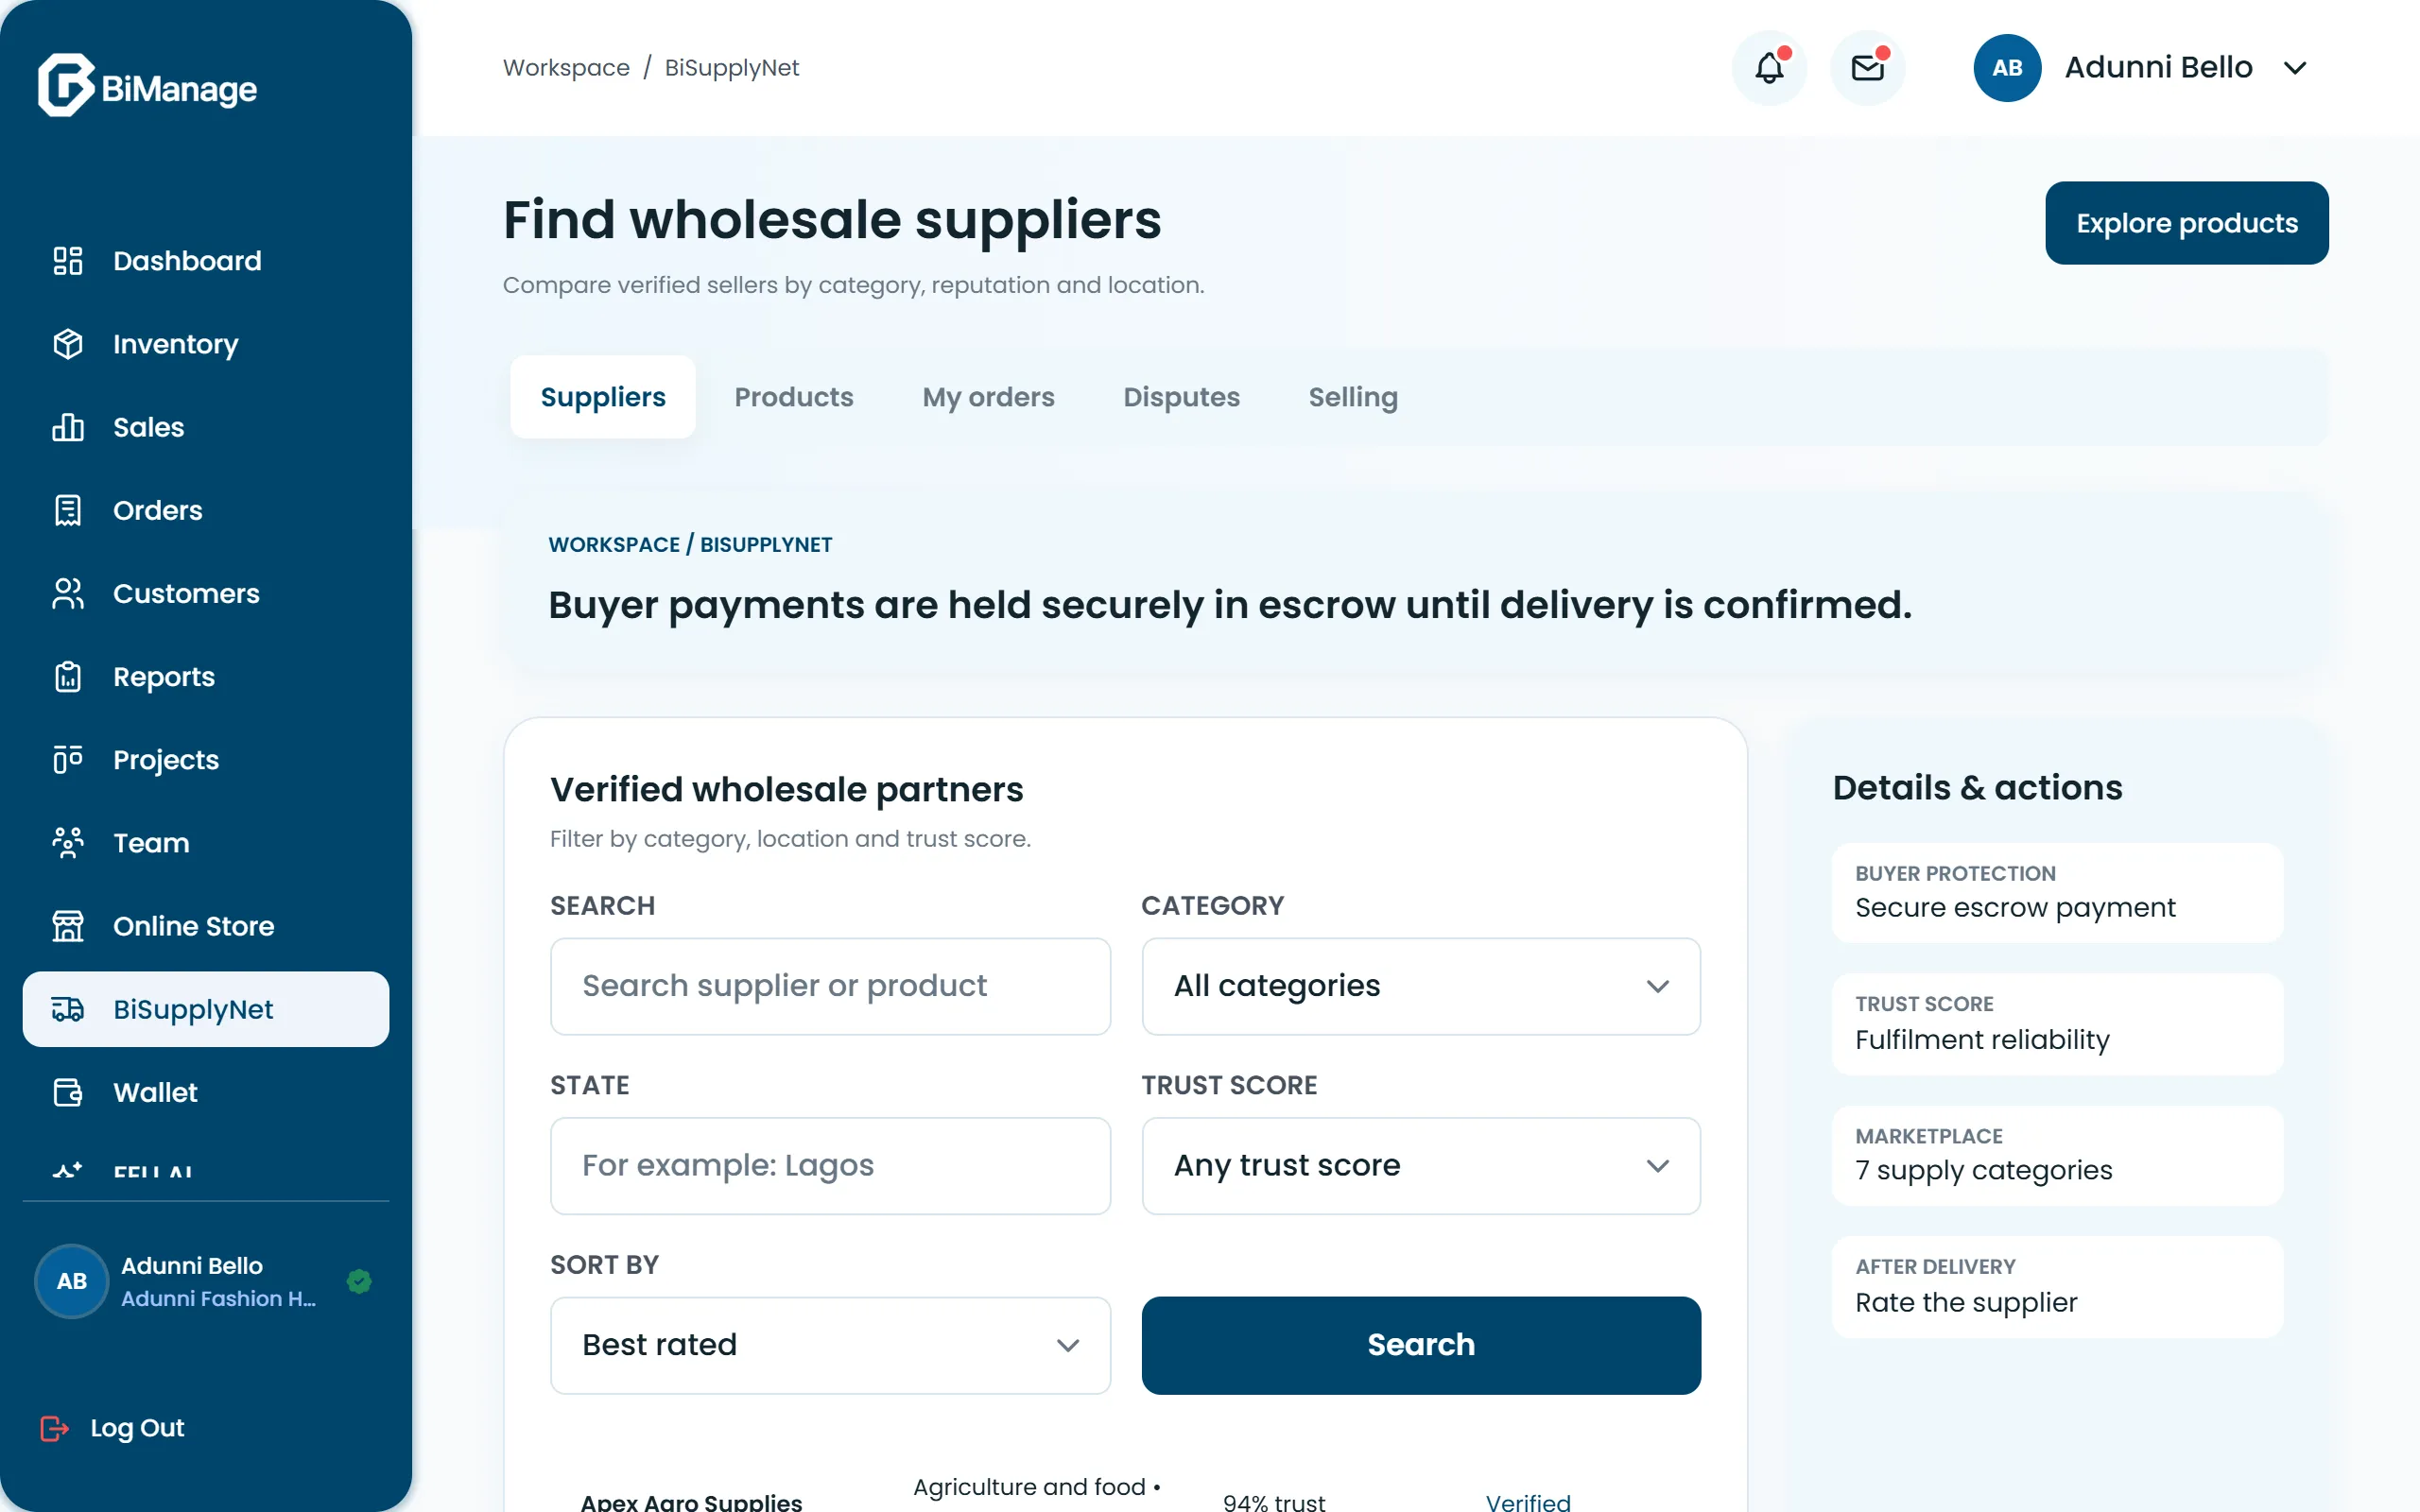 BiManage
Dashboard
Inventory
Sales
Orders
Customers
Reports
Projects
Team
Online Store
BiSupplyNet
Wallet
AB
Adunni Bello
Adunni Fashion H...
Log Out
Workspace / BiSupplyNet
AB
Adunni Bello
Find wholesale suppliers
Compare verified sellers by category, reputation and location.
Explore products
Suppliers
Products
My orders
Disputes
Selling
WORKSPACE / BISUPPLYNET
Buyer payments are held securely in escrow until delivery is confirmed.
Verified wholesale partners
Filter by category, location and trust score.
SEARCH
Search supplier or product
CATEGORY
All categories
STATE
For example: Lagos
TRUST SCORE
Any trust score
SORT BY
Best rated
Search
Apex Agro Supplies
Agriculture and food •
94% trust
Verified
Details & actions
BUYER PROTECTION
Secure escrow payment
TRUST SCORE
Fulfilment reliability
MARKETPLACE
7 supply categories
AFTER DELIVERY
Rate the supplier